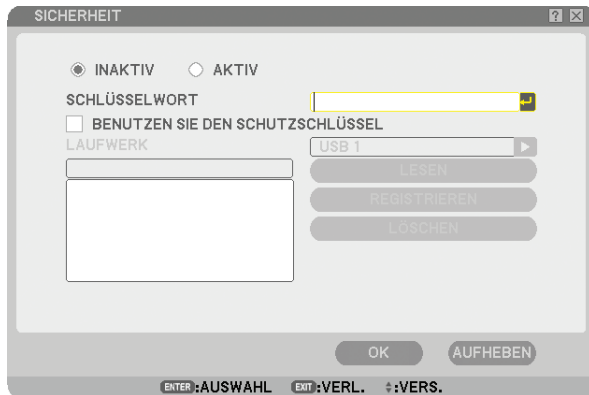 SICHERHEIT
INAKTIV AKTIV
SCHLÜSSELWORT
BENUTZEN SIE DEN SCHUTZSCHLÜSSEL
LAUFWERK USB 1
LESEN
REGISTRIEREN
LÖSCHEN
OK AUFHEBEN
ENTER:AUSWAHL EXIT:VERL. :VERS.